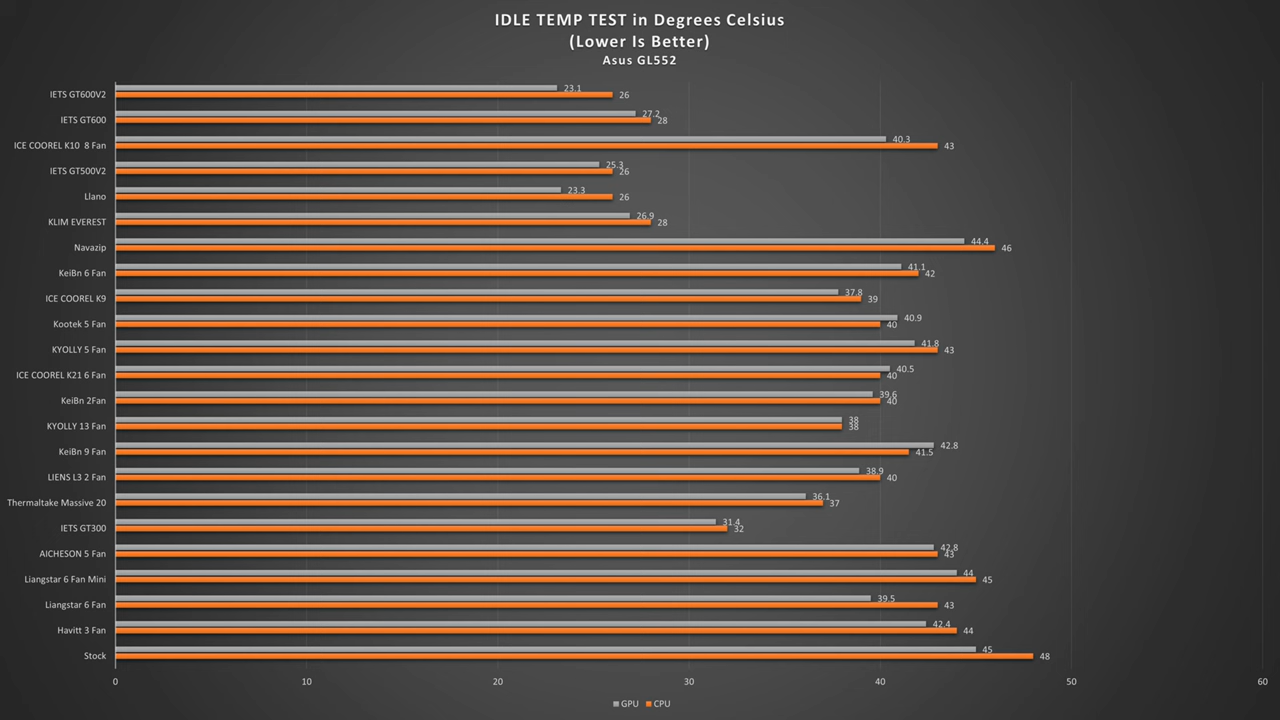 IDLE TEMP TEST in Degrees Celsius
(Lower Is Better)
Asus GL552
IETS GT600V2 23.1 26
IETS GT600 27.2 28
ICE COOREL K10 8 Fan 40.3 43
IETS GT500V2 25.3 26
Llano 23.3 26
KLIM EVEREST 26.9 28
Navazip 44.4 46
KeiBn 6 Fan 41.1 42
ICE COOREL K9 37.8 39
Kootek 5 Fan 40.9 40
KYOLLY 5 Fan 41.8 43
ICE COOREL K21 6 Fan 40.5 40
KeiBn 2Fan 39.6 40
KYOLLY 13 Fan 38 38
KeiBn 9 Fan 42.8 41.5
LIENS L3 2 Fan 38.9 40
Thermaltake Massive 20 36.1 37
IETS GT300 31.4 32
AICHESON 5 Fan 42.8 43
Liangstar 6 Fan Mini 44 45
Liangstar 6 Fan 39.5 43
Havitt 3 Fan 42.4 44
Stock 45 48
0 10 20 30 40 50 60
GPU CPU